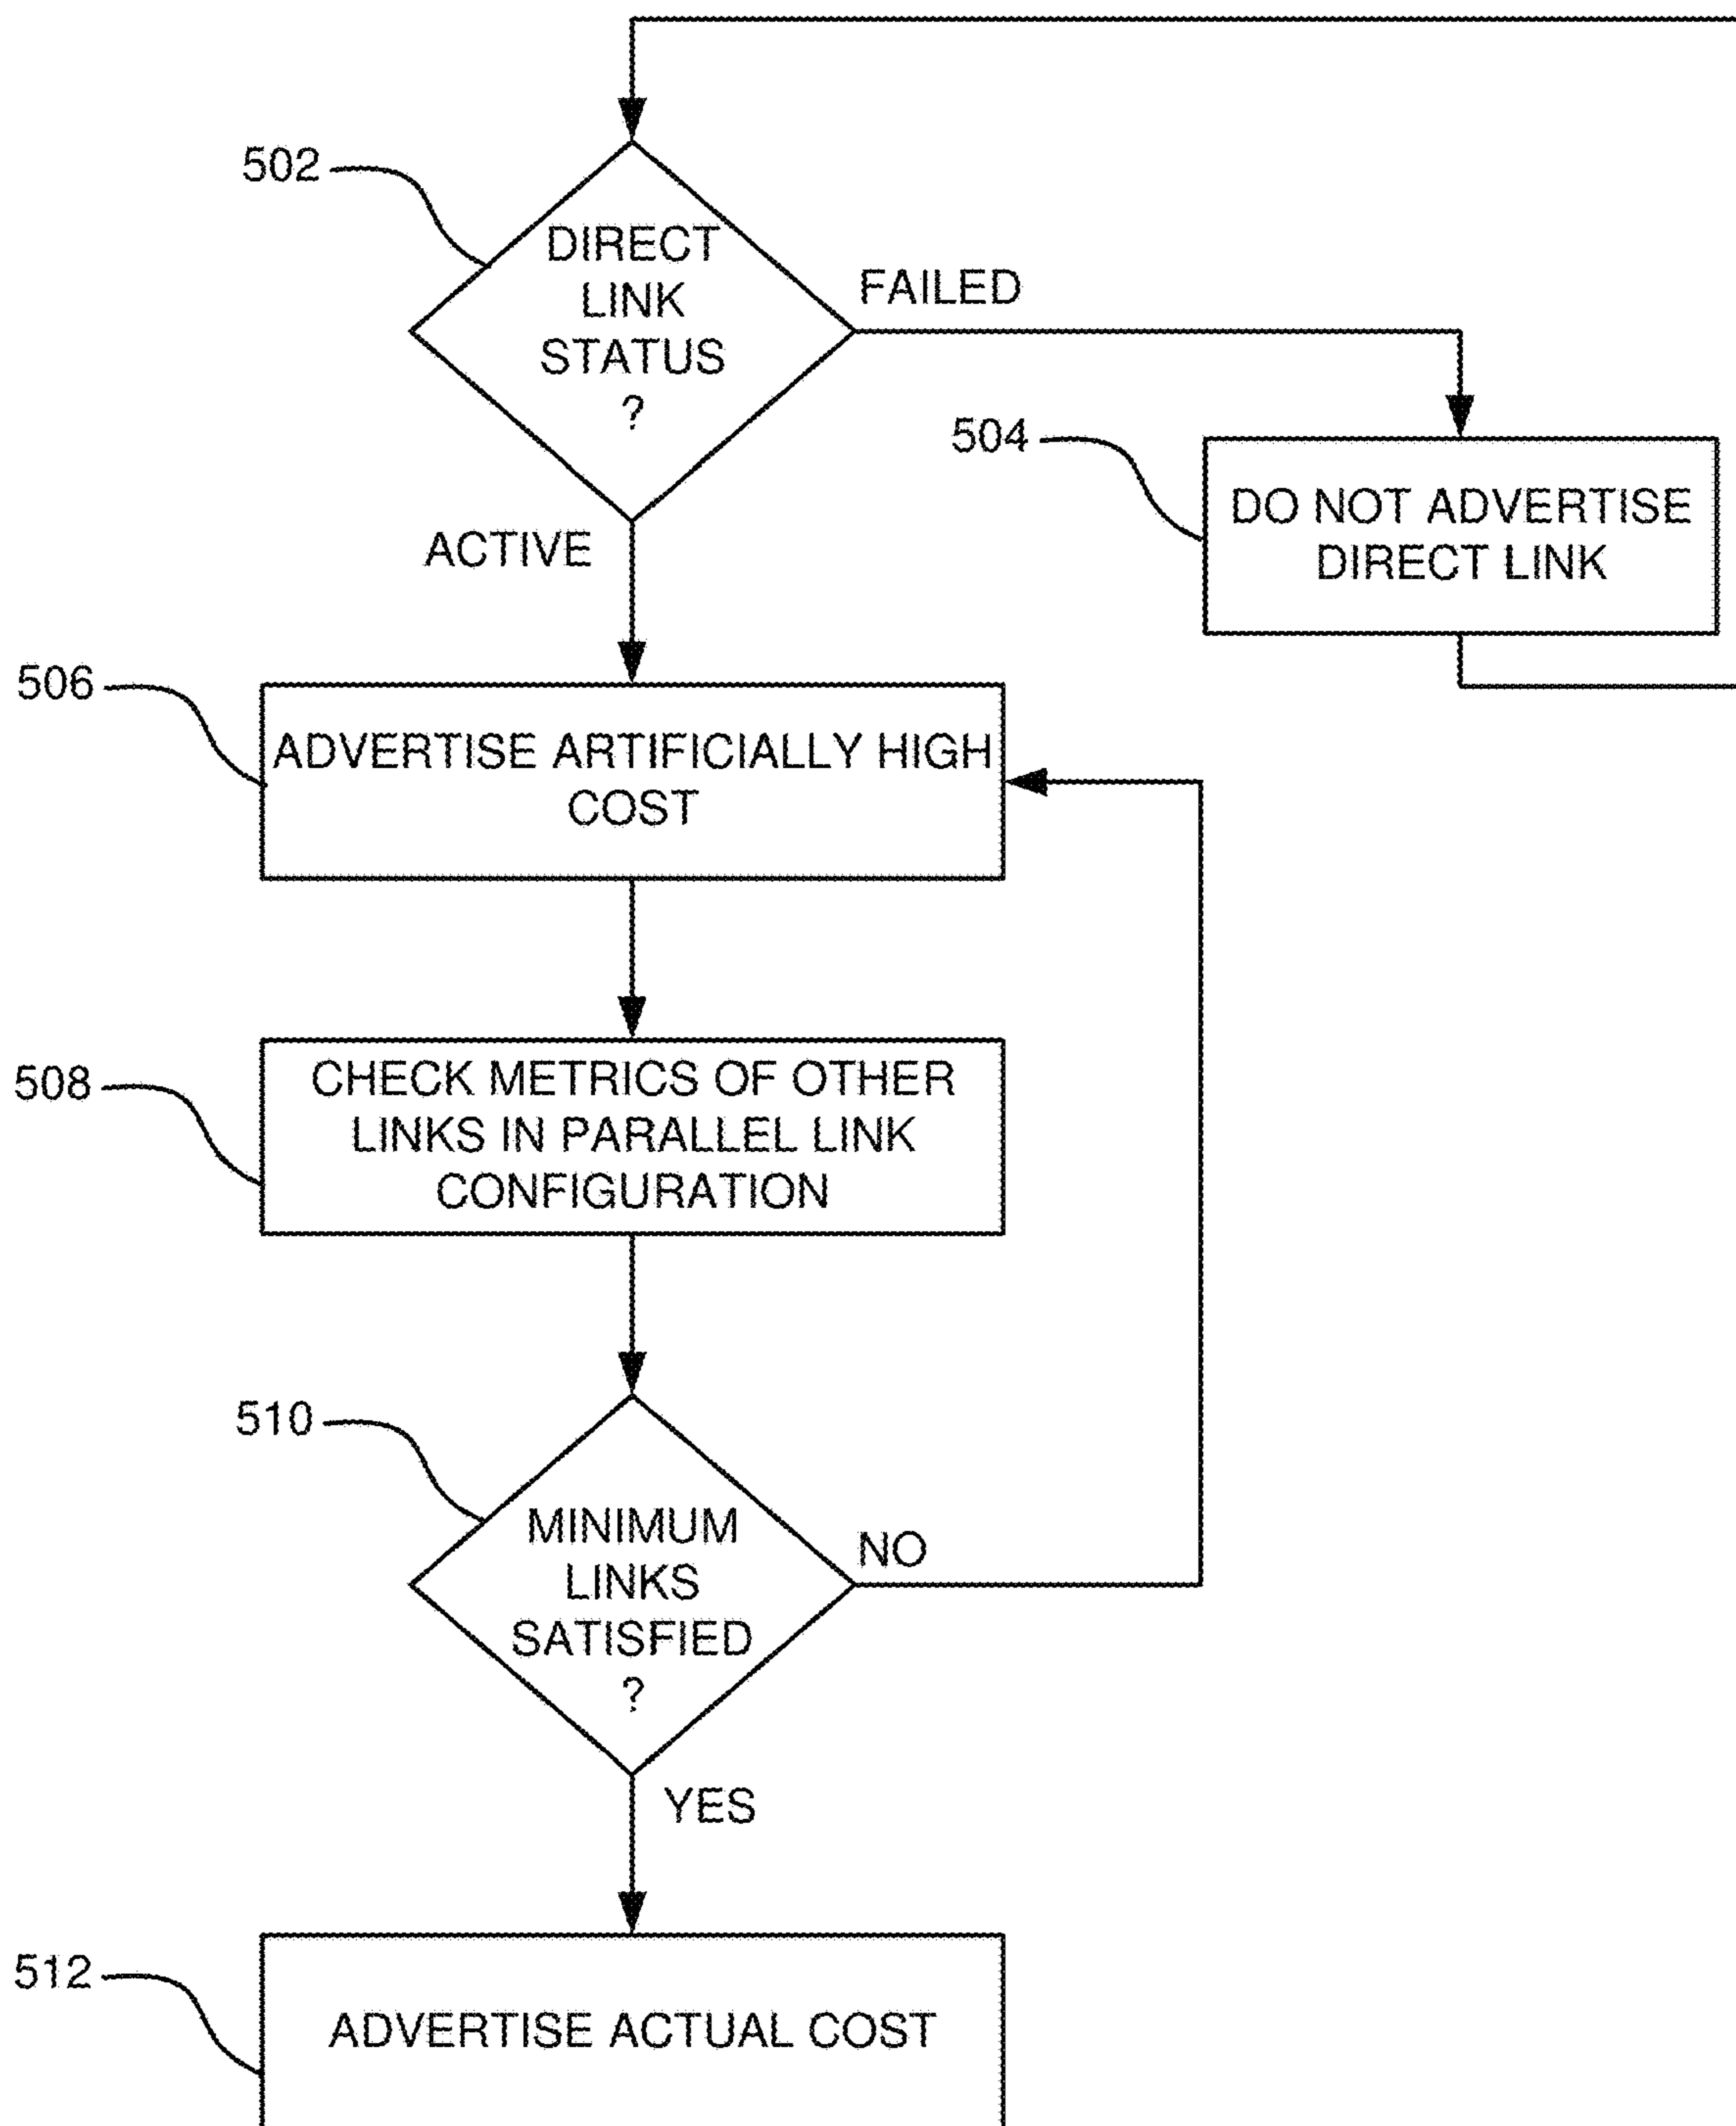 502
DIRECT
LINK
STATUS
?
FAILED
ACTIVE
504
DO NOT ADVERTISE
DIRECT LINK
506
ADVERTISE ARTIFICIALLY HIGH
COST
508
CHECK METRICS OF OTHER
LINKS IN PARALLEL LINK
CONFIGURATION
510
MINIMUM
LINKS
SATISFIED
?
NO
YES
512
ADVERTISE ACTUAL COST